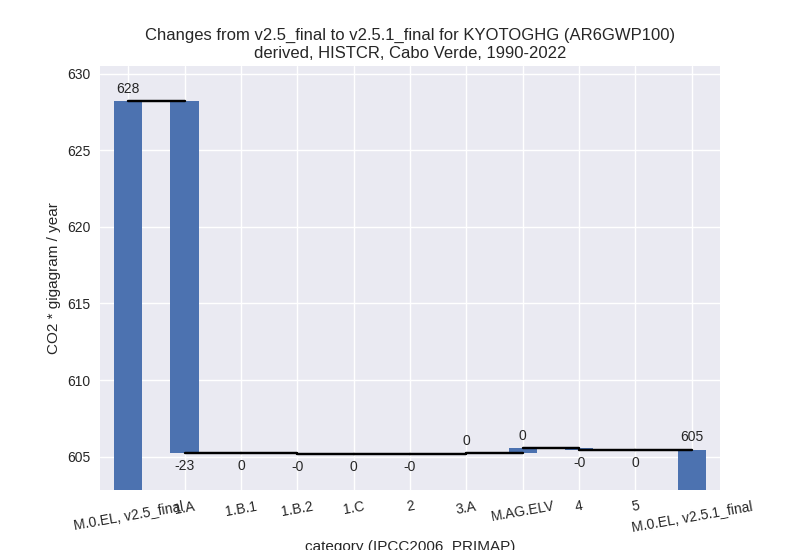 Changes from v2.5_final to v2.5.1_final for KYOTOGHG (AR6GWP100)
derived, HISTCR, Cabo Verde, 1990-2022
CO2 * gigagram / year
630
625
620
615
610
605
628
-23
0
-0
0
-0
0
0
-0
0
605
M.0.EL, v2.5_final
1.A
1.B.1
1.B.2
1.C
2
3.A
M.AG.ELV
4
5
M.0.EL, v2.5.1_final
category (IPCC2006_PRIMAP)